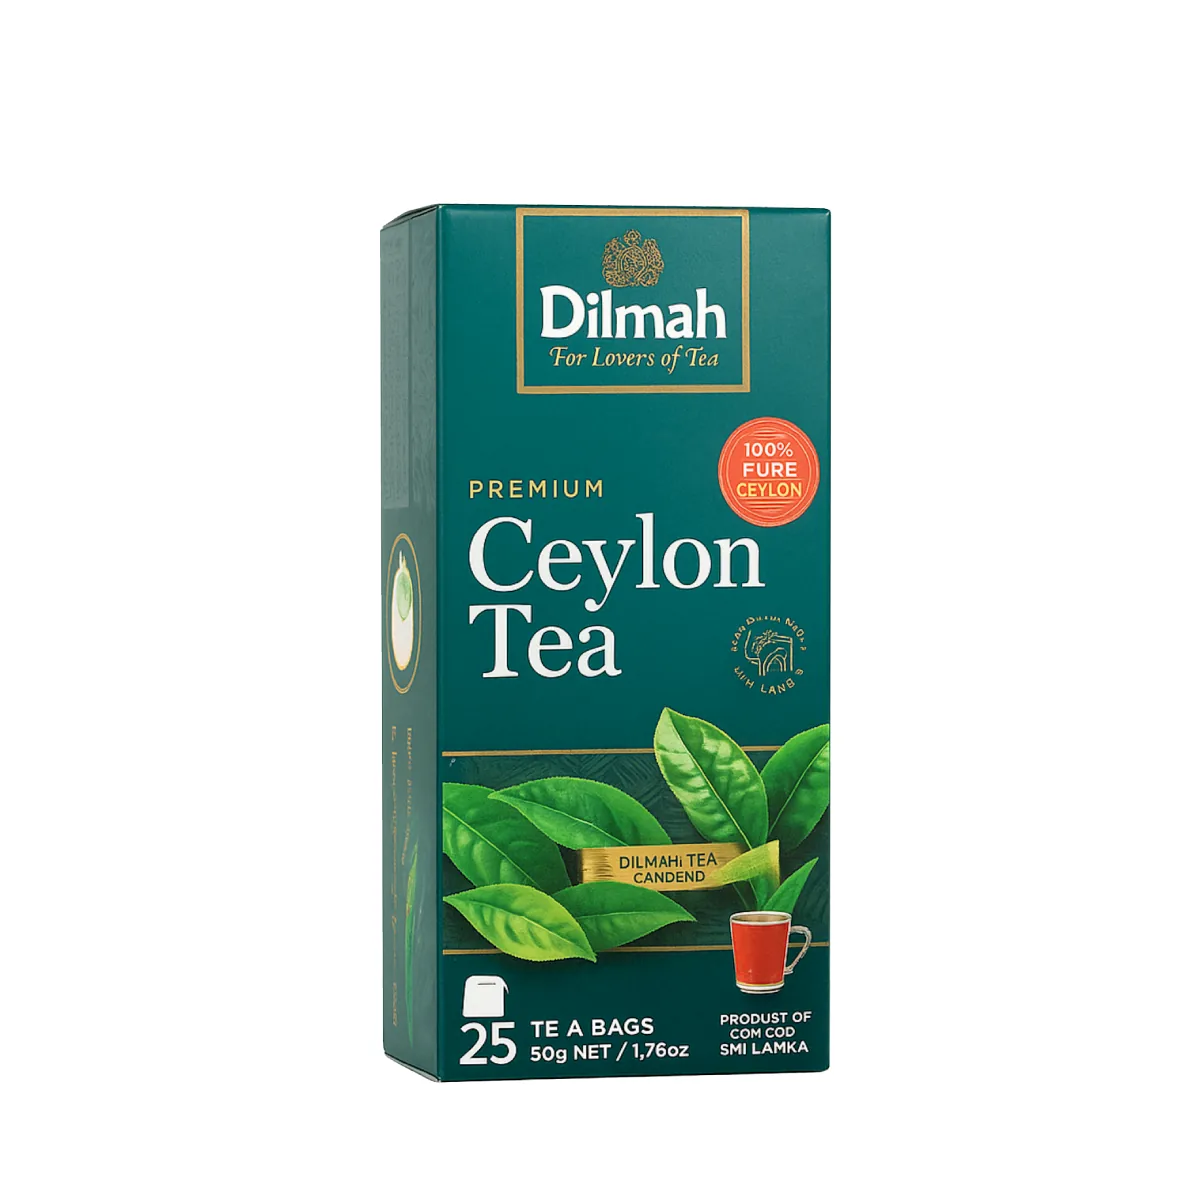 Dilmah
For Lovers of Tea
100%
FURE
CEYLON
PREMIUM
Ceylon
Tea
DILMAHi TEA
CANDEND
25
TE A BAGS
50g NET / 1,76oz
PRODUST OF
COM COD
SMI LAMKA